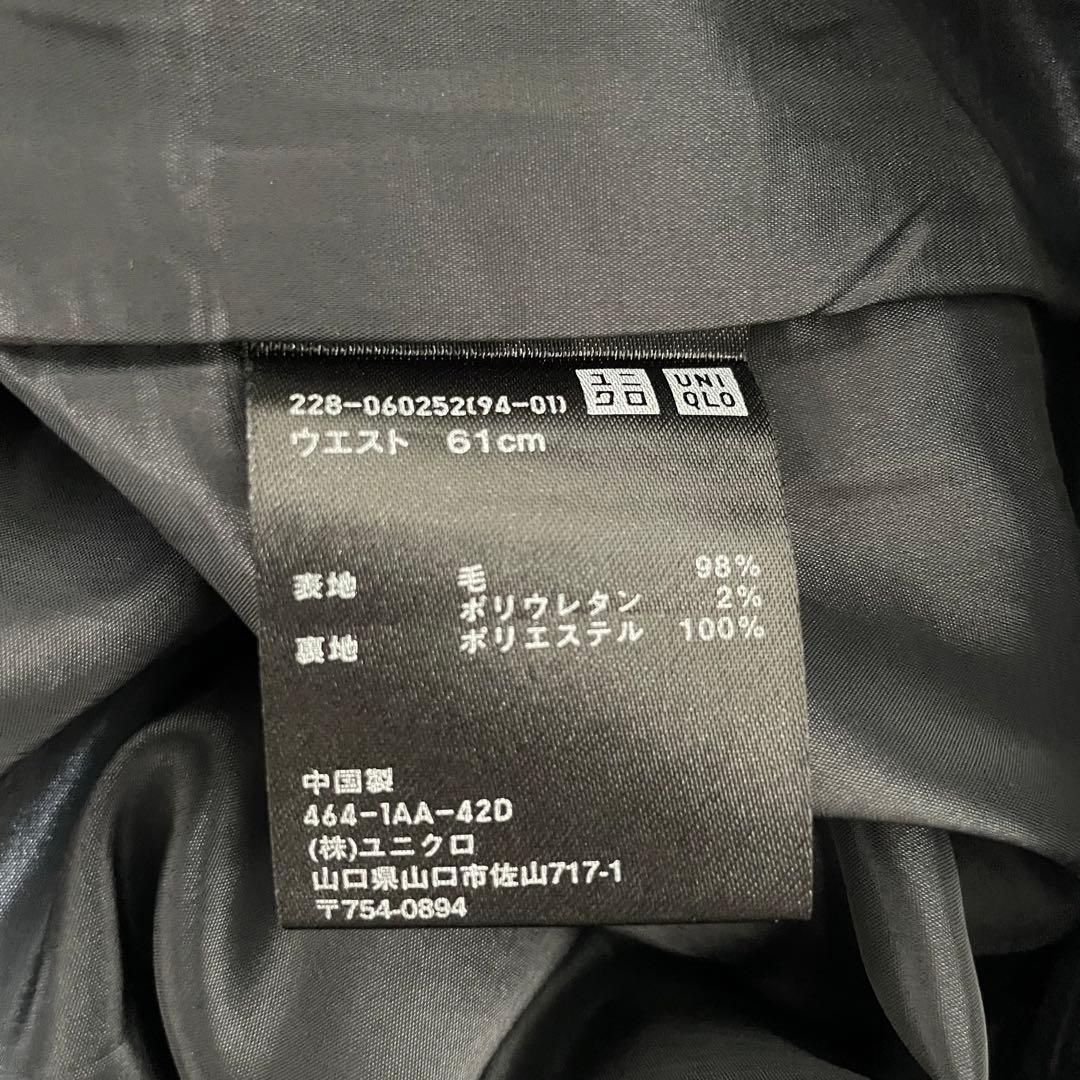 228-060252(94-01) ユニクロ UNIQLO
ウエスト 61cm
表地 毛 98%
ポリウレタン 2%
裏地 ポリエステル 100%
中国製
464-1AA-42D
(株)ユニクロ
山口県山口市佐山717-1
〒754-0894